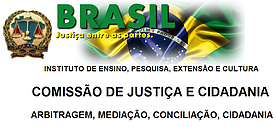 BRASIL
Justiça entre as partes.
INSTITUTO DE ENSINO, PESQUISA, EXTENSÃO E CULTURA
COMISSÃO DE JUSTIÇA E CIDADANIA
ARBITRAGEM, MEDIAÇÃO, CONCILIAÇÃO, CIDADANIA